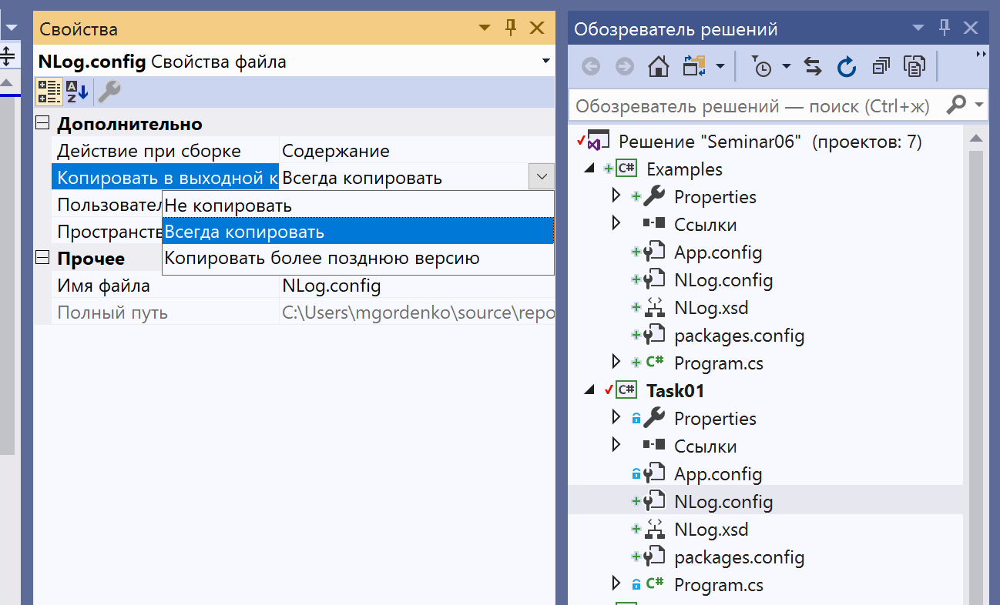 Свойства
NLog.config Свойства файла
Дополнительно
Действие при сборке Содержание
Копировать в выходной к Всегда копировать
Пользовател Не копировать
Пространств Всегда копировать
Прочее Копировать более позднюю версию
Имя файла NLog.config
Полный путь C:\Users\mgordenko\source\repo
Обозреватель решений
Обозреватель решений — поиск (Ctrl+ж)
Решение "Seminar06" (проектов: 7)
C# Examples
Properties
Ссылки
App.config
NLog.config
NLog.xsd
packages.config
C# Program.cs
C# Task01
Properties
Ссылки
App.config
NLog.config
NLog.xsd
packages.config
C# Program.cs